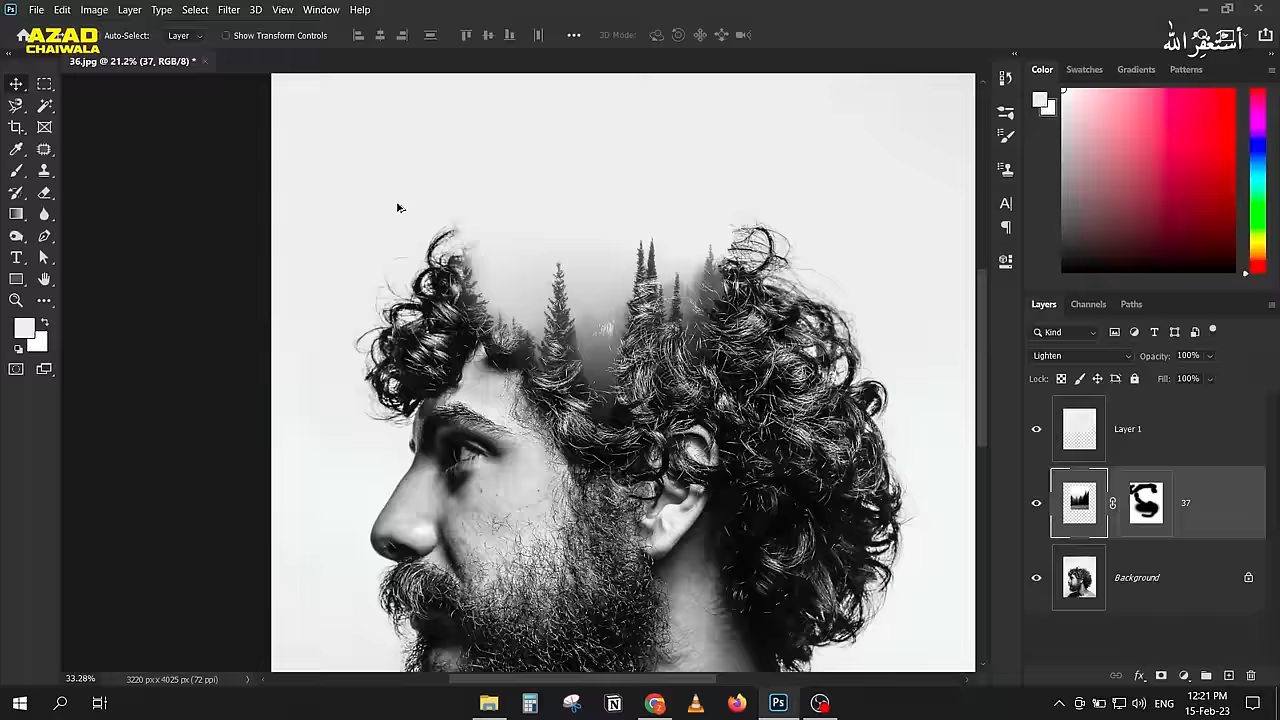 File Edit Image Layer Type Select Filter 3D View Window Help
AZAD
CHAIWALA
Auto-Select: Layer Show Transform Controls 3D Mode:
أستغفر الله
36.jpg @ 21.2% (37, RGB/8) *
Color Swatches Gradients Patterns
Layers Channels Paths
Kind
Lighten Opacity: 100%
Lock: Fill: 100%
Layer 1
37
Background
33.28% 3220 px x 4025 px (72 ppi)
ENG
12:21 PM
15-Feb-23